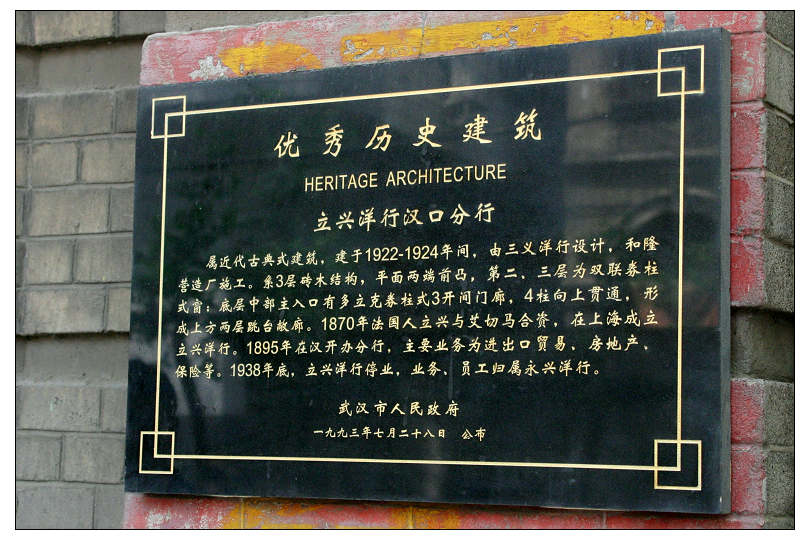 优秀历史建筑
HERITAGE ARCHITECTURE
立兴洋行汉口分行
属近代古典式建筑，建于1922-1924年间，由三义洋行设计，和隆
营造厂施工。系3层砖木结构，平面两端前凸，第二、三层为双联券柱
式窗；底层中部主入口有多立克券柱式3开间门廊，4柱向上贯通，形
成上方两层跳台敞廊。1870年法国人立兴与艾切马合资，在上海成立
立兴洋行。1895年在汉开办分行，主要业务为进出口贸易，房地产、
保险等。1938年底，立兴洋行停业，业务、员工归属永兴洋行。
武汉市人民政府
一九九三年七月二十八日 公布